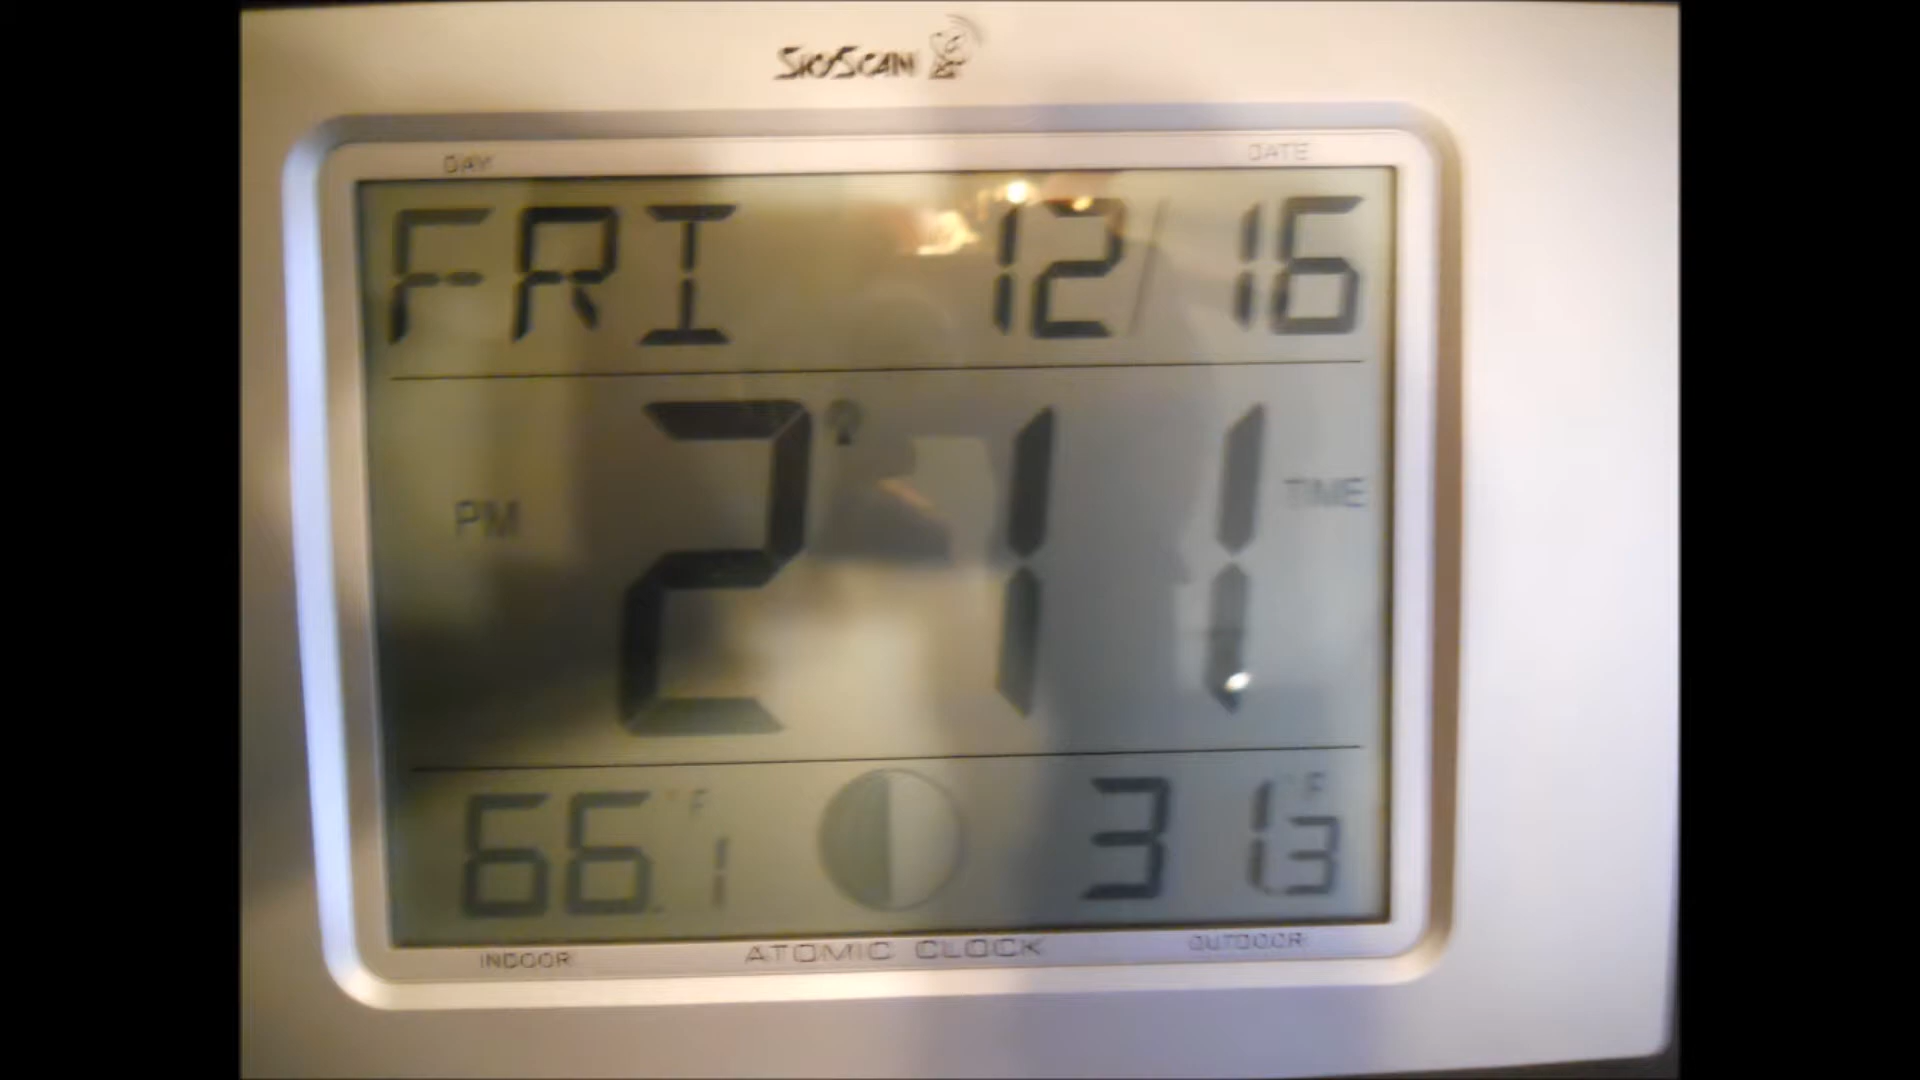 SKYSCAN
DAY DATE
FRI 12/16
PM 2 11 TIME
66.1 °F 31.3 °F
INDOOR ATOMIC CLOCK OUTDOOR